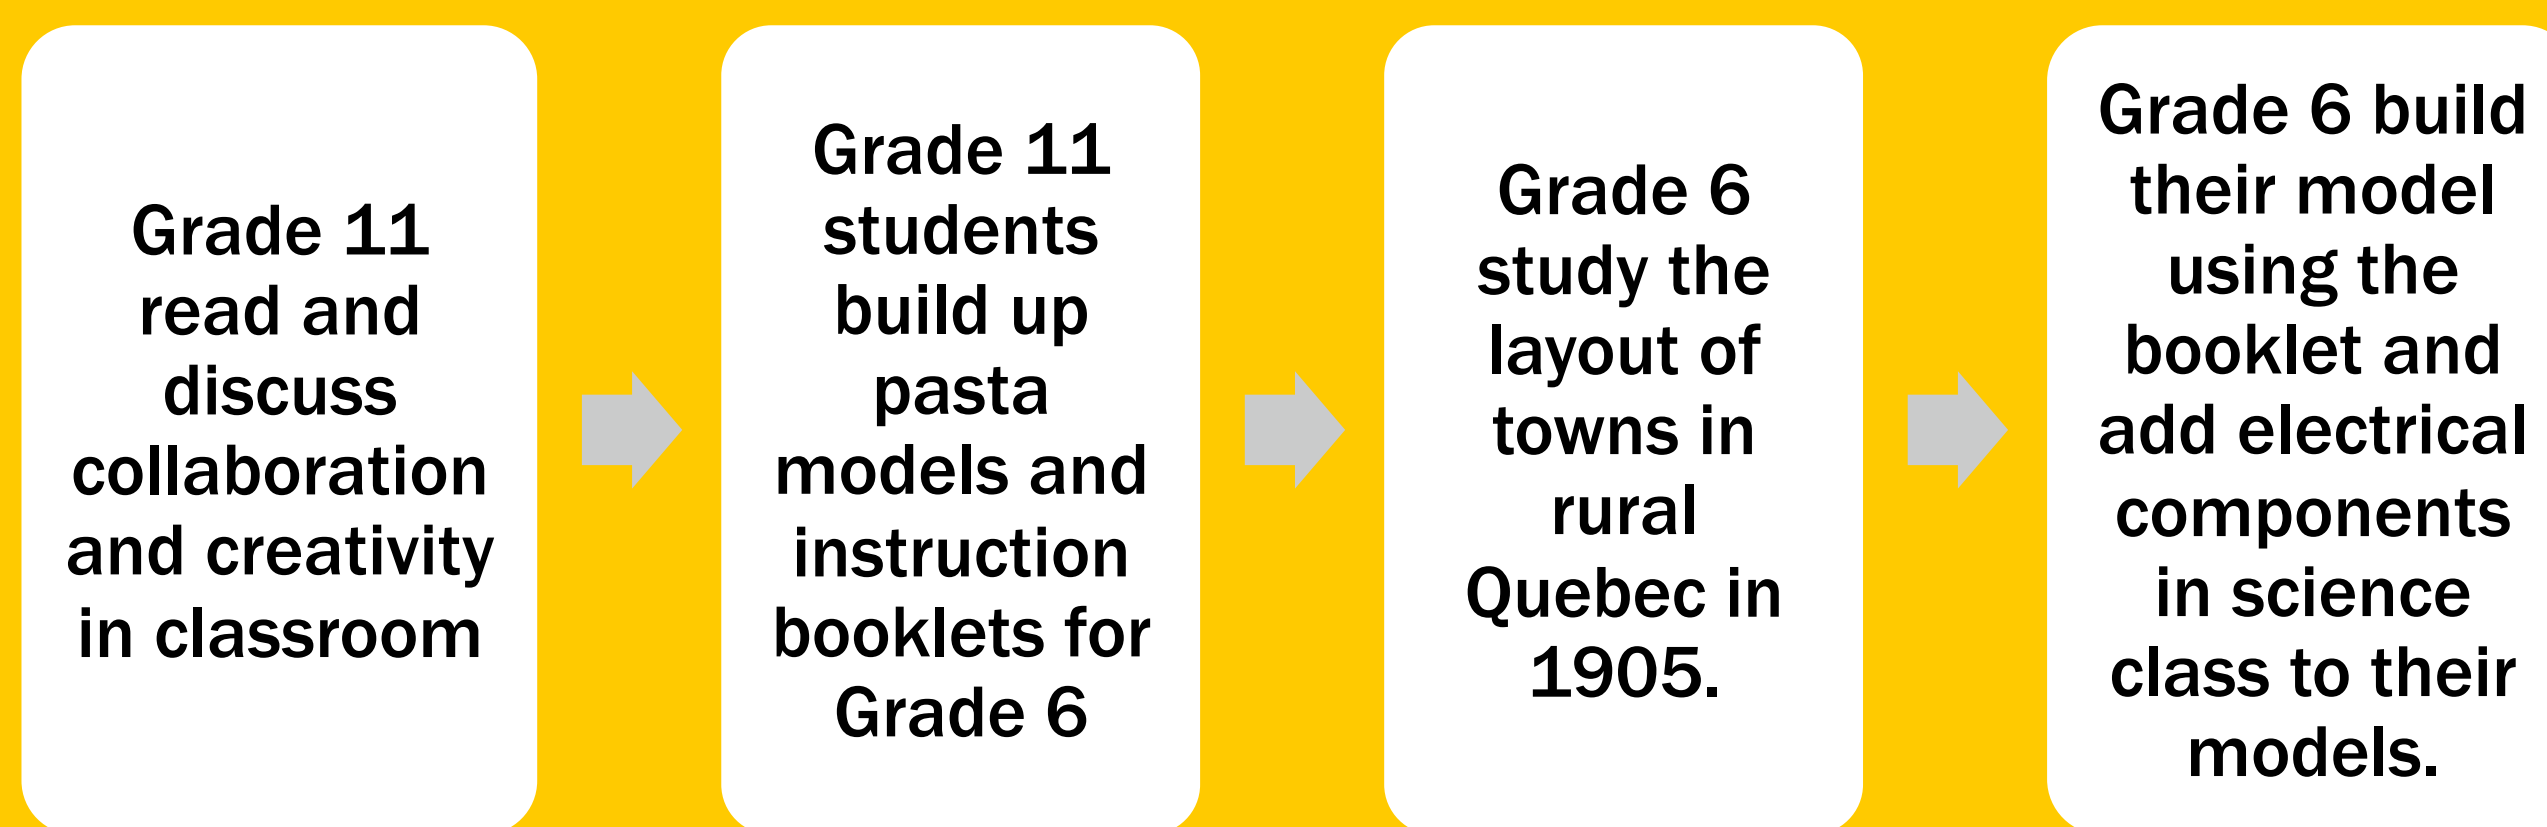 Grade 11
read and
discuss
collaboration
and creativity
in classroom
Grade 11
students
build up
pasta
models and
instruction
booklets for
Grade 6
Grade 6
study the
layout of
towns in
rural
Quebec in
1905.
Grade 6 build
their model
using the
booklet and
add electrical
components
in science
class to their
models.